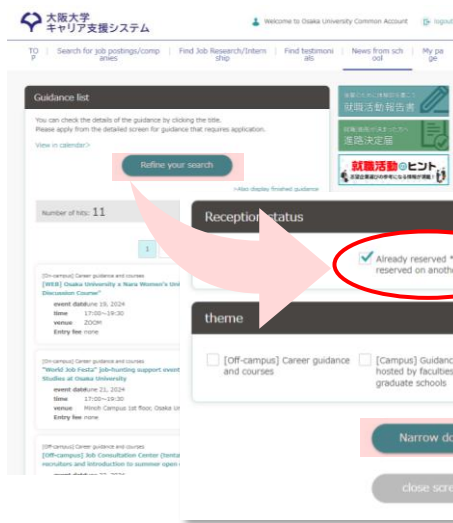 大阪大学
キャリア支援システム
Welcome to Osaka University Common Account
logout
TO
P
Search for job postings/comp
anies
Find Job Research/Intern
ship
Find testimoni
als
News from sch
ool
My pa
ge
Guidance list
You can check the details of the guidance by clicking the title.
Please apply from the detailed screen for guidance that requires application.
View in calender>
Refine your search
>Also display finished guidance
就職活動報告書
進路決定届
就職活動のヒント
Number of hits: 11
1
[On-campus] Career guidance and courses
[WEB] Osaka University x Nara Women's Uni
Discussion Course"
event datdune 19, 2024
time 17:00~19:30
venue ZOOM
Entry fee none
[On-campus] Career guidance and courses
"World Job Festa" job-hunting support event
Studies at Osaka University
event datdune 21, 2024
time 17:00~19:30
venue Minoh Campus 1st floor, Osaka Un
Entry fee none
[Off-campus] Career guidance and courses
[Off-campus] Job Consultation Center (tenta
recruiters and introduction to summer open
Reception status
Already reserved *
reserved on anothe
theme
[Off-campus] Career guidance
and courses
[Campus] Guidanc
hosted by faculties
graduate schools
Narrow do
close scre